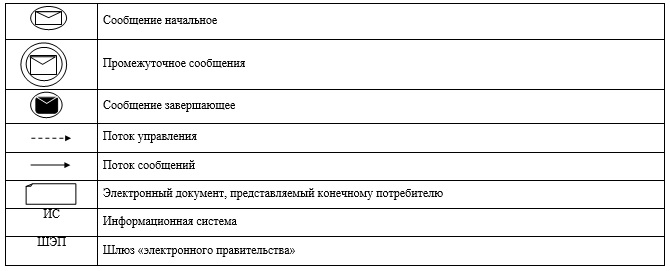 Сообщение начальное
Промежуточное сообщения
Сообщение завершающее
Поток управления
Поток сообщений
Электронный документ, представляемый конечному потребителю
ИС
Информационная система
ШЭП
Шлюз «электронного правительства»